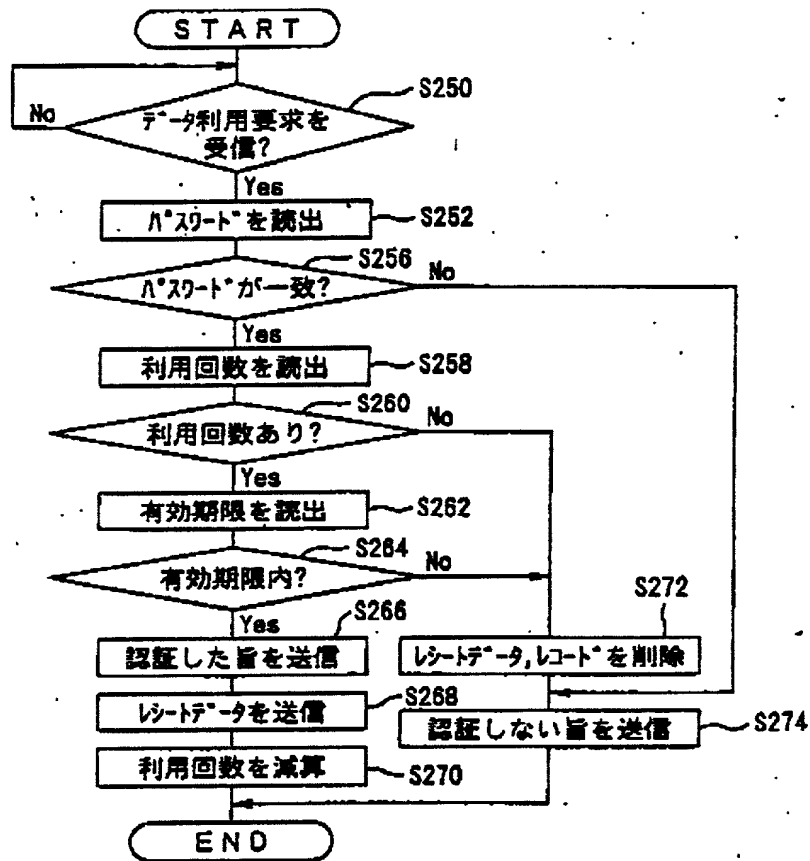 START
S250
No
データ利用要求を
受信?
Yes
パスワードを読出
S252
S256
No
パスワードが一致?
Yes
利用回数を読出
S258
S260
No
利用回数あり?
Yes
有効期限を読出
S262
S264
No
有効期限内?
Yes
S266
S272
認証した旨を送信
レシートデータ,レコードを削除
レシートデータを送信
S268
認証しない旨を送信
S274
利用回数を減算
S270
END